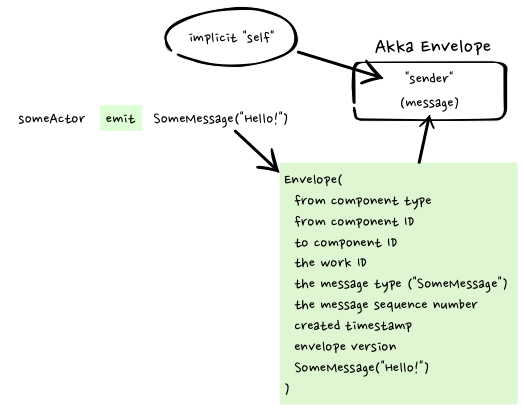 implicit "self"
Akka Envelope
"sender"
(message)
someActor emit SomeMessage("Hello!")
Envelope(
from component type
from component ID
to component ID
the work ID
the message type ("SomeMessage")
the message sequence number
created timestamp
envelope version
SomeMessage("Hello!")
)